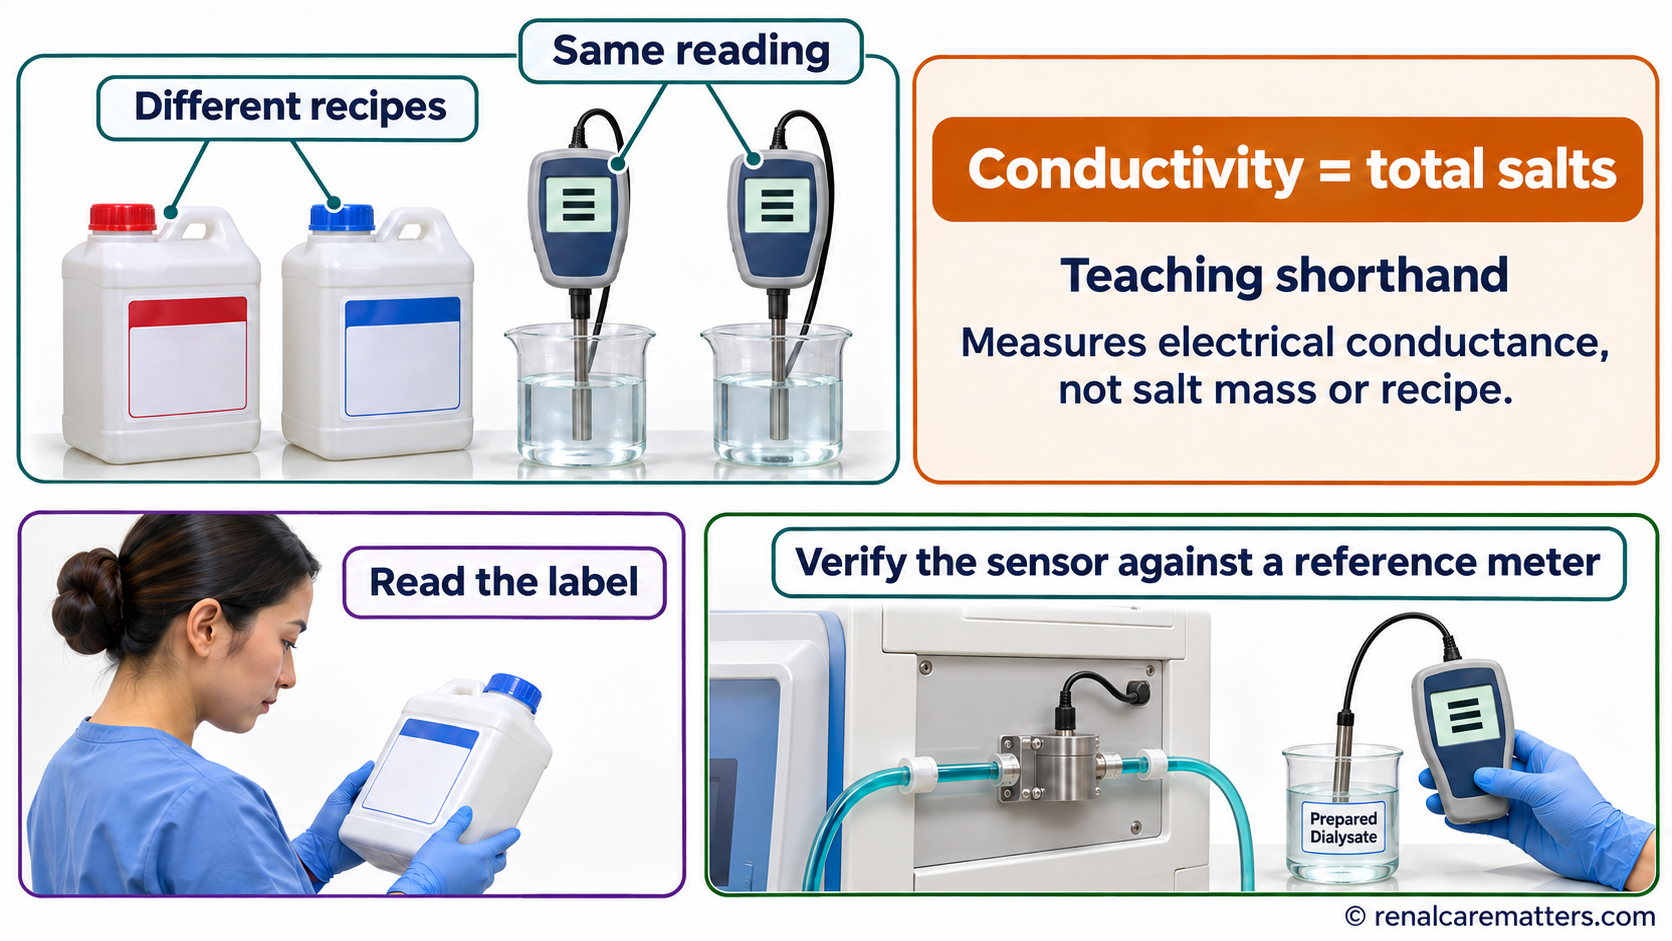 Same reading
Different recipes
Conductivity = total salts
Teaching shorthand
Measures electrical conductance,
not salt mass or recipe.
Read the label
Verify the sensor against a reference meter
Prepared
Dialysate
© renalcarematters.com